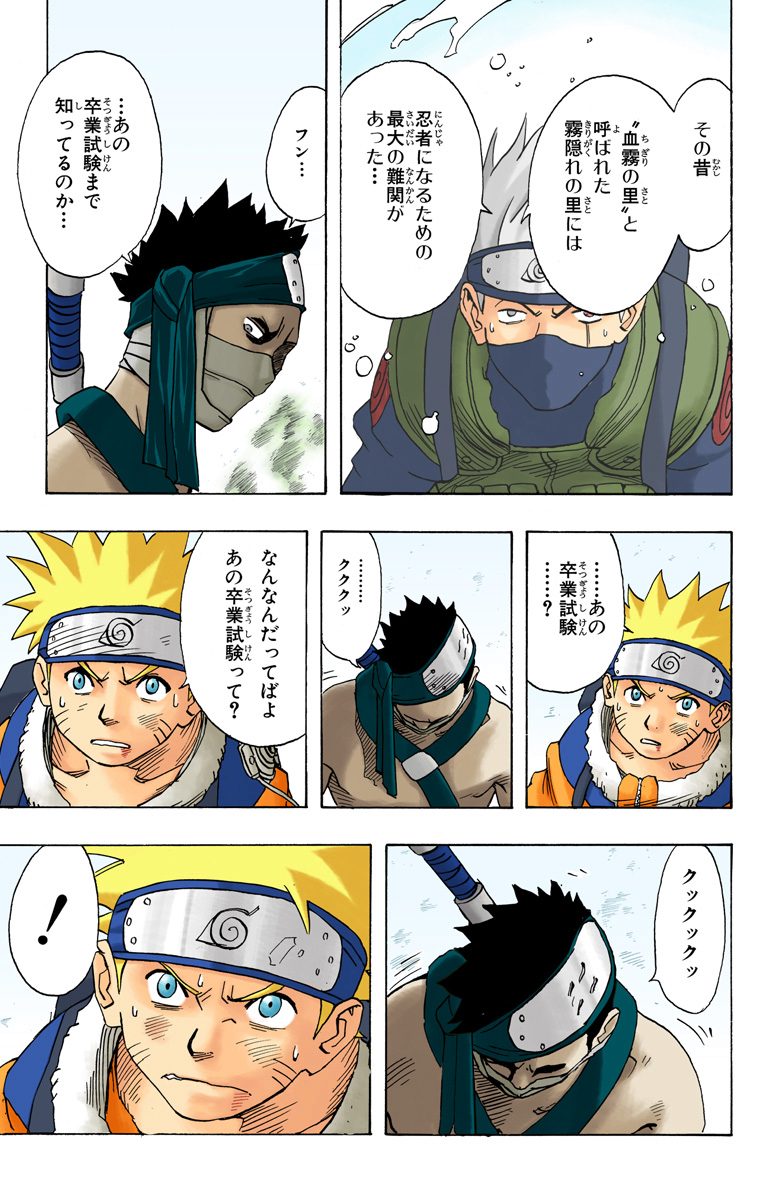 その昔
〝血霧の里〟と
呼ばれた
霧隠れの里には
忍者になるための
最大の難関が
あった…
フン…
…あの
卒業試験まで
知ってるのか…
………あの
卒業試験
………?
………
ククッ
なんなんだってばよ
あの卒業試験って?
クックックッ
!